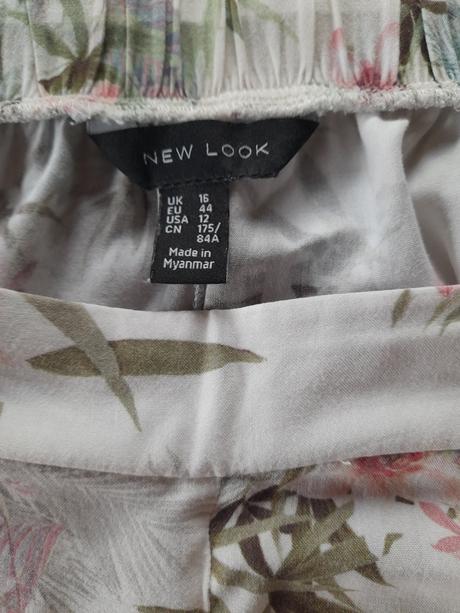 NEW LOOK
UK 16
EU 44
USA 12
CN 175/
84A
Made in
Myanmar